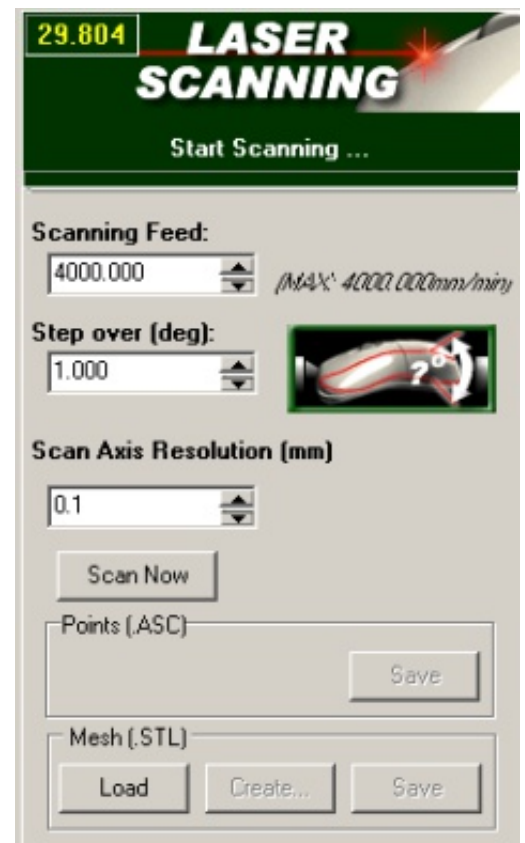 29.804
LASER
SCANNING
Start Scanning ...
Scanning Feed:
4000.000
(MAX: 4000.000mm/min)
Step over (deg):
1.000
?°
Scan Axis Resolution (mm)
0.1
Scan Now
Points (.ASC)
Save
Mesh (.STL)
Load Create... Save